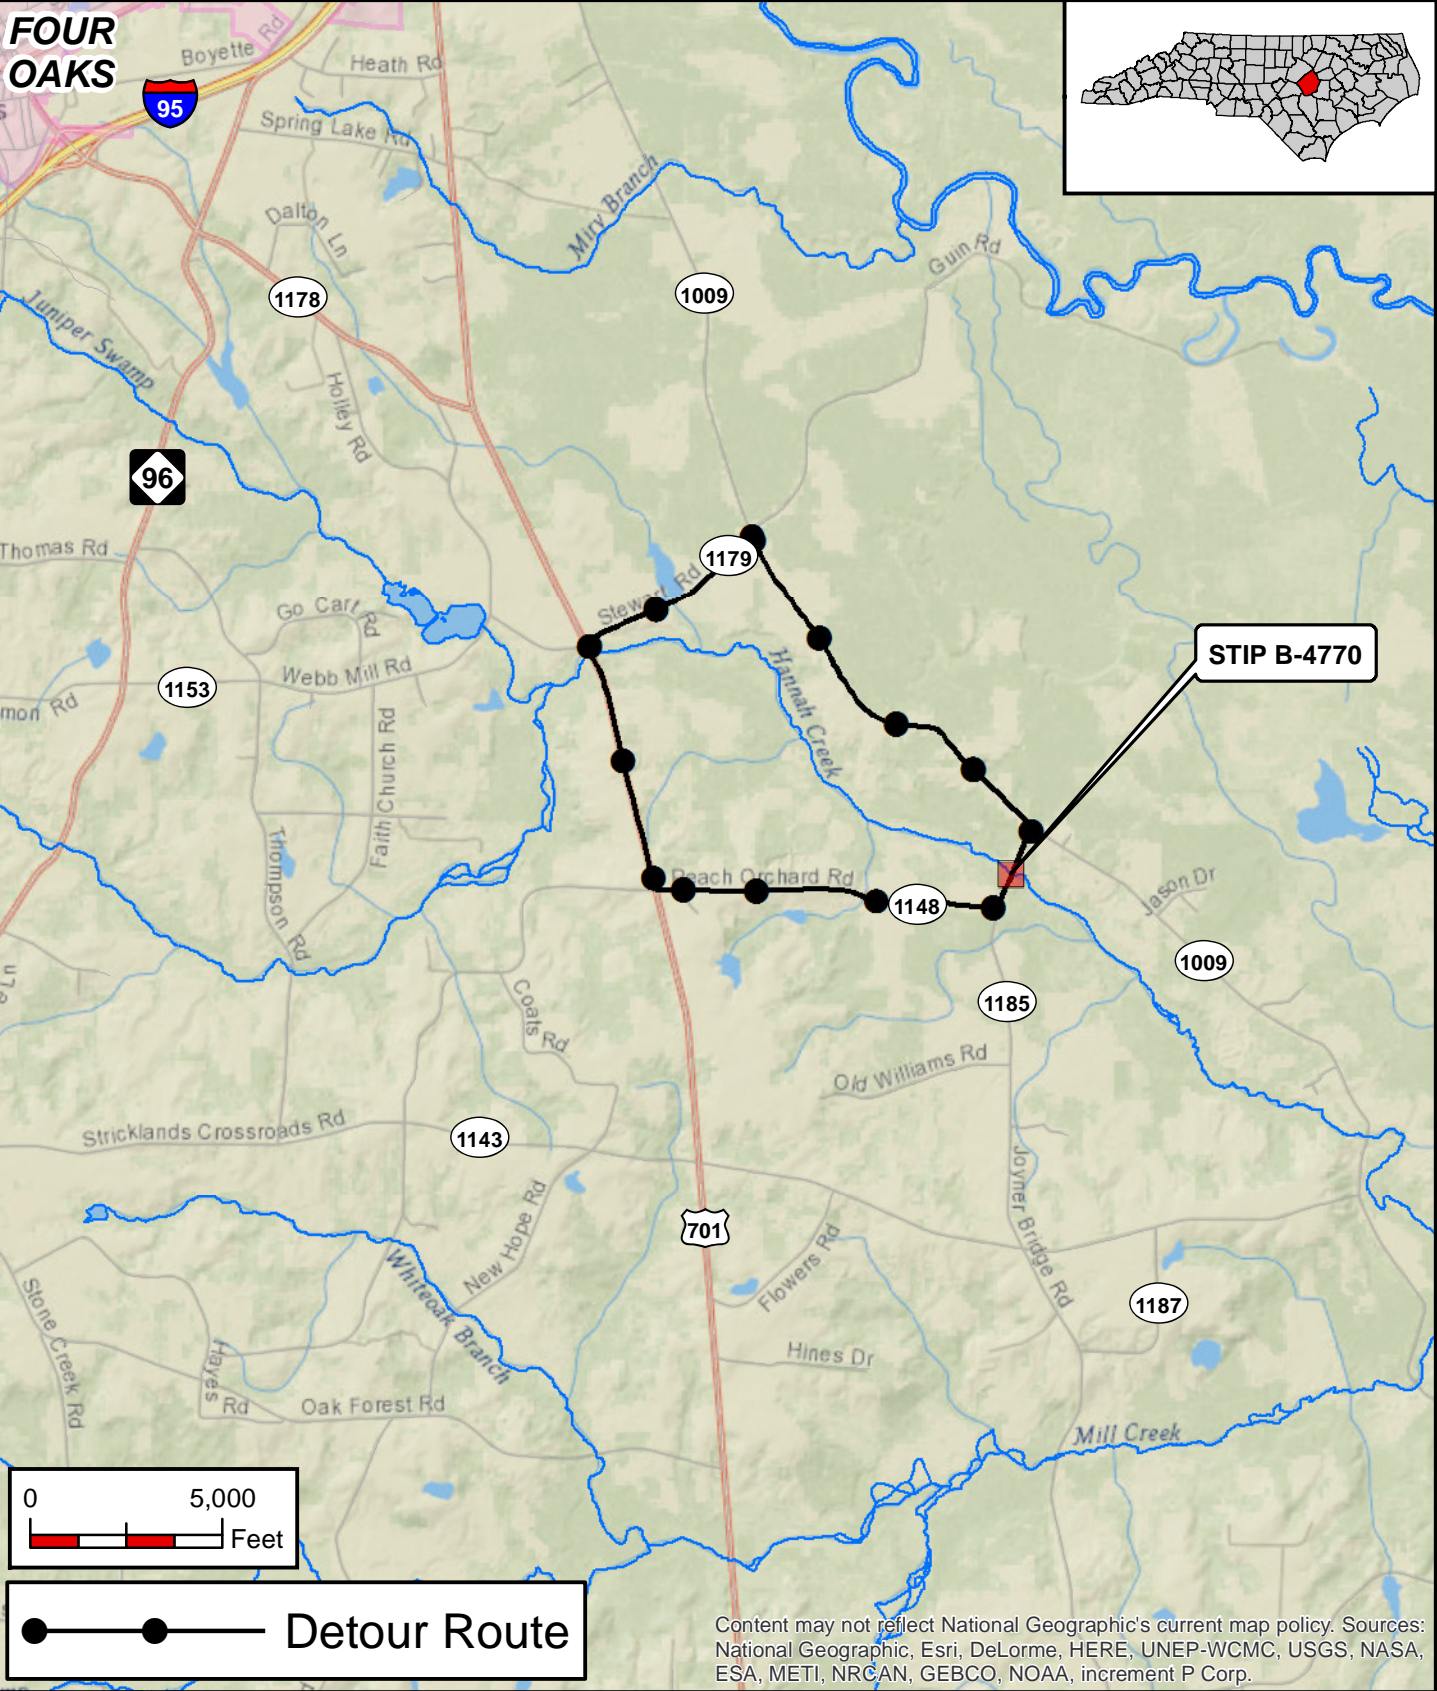 FOUR
OAKS
Boyette Rd
Heath Rd
95
Spring Lake Rd
Miry Branch
Dalton Ln
1178
1009
Guin Rd
Juniper Swamp
Holley Rd
96
Thomas Rd
1179
Stewart Rd
Go Cart Rd
Webb Mill Rd
1153
mon Rd
Hannah Creek
STIP B-4770
Faith Church Rd
Thompson Rd
Peach Orchard Rd
1148
Jason Dr
1009
1185
Coats Rd
Old Williams Rd
Stricklands Crossroads Rd
1143
Joyner Bridge Rd
New Hope Rd
701
Flowers Rd
Whiteoak Branch
Stone Creek Rd
1187
Hines Dr
Hayes Rd
Oak Forest Rd
Mill Creek
0 5,000
Feet
Detour Route
Content may not reflect National Geographic's current map policy. Sources:
National Geographic, Esri, DeLorme, HERE, UNEP-WCMC, USGS, NASA,
ESA, METI, NRCAN, GEBCO, NOAA, increment P Corp.